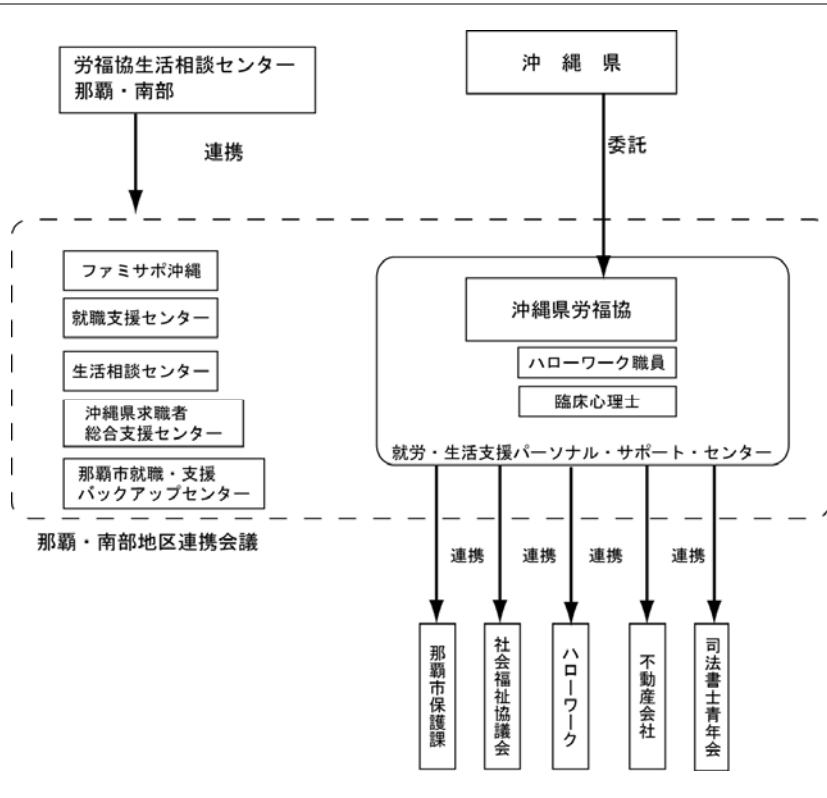 労福協生活相談センター
那覇・南部
沖 縄 県
連携
委託
ファミサポ沖縄
就職支援センター
生活相談センター
沖縄県求職者
総合支援センター
那覇市就職・支援
バックアップセンター
沖縄県労福協
ハローワーク職員
臨床心理士
就労・生活支援パーソナル・サポート・センター
那覇・南部地区連携会議
連携
連携
連携
連携
那覇市保護課
社会福祉協議会
ハローワーク
不動産会社
司法書士青年会